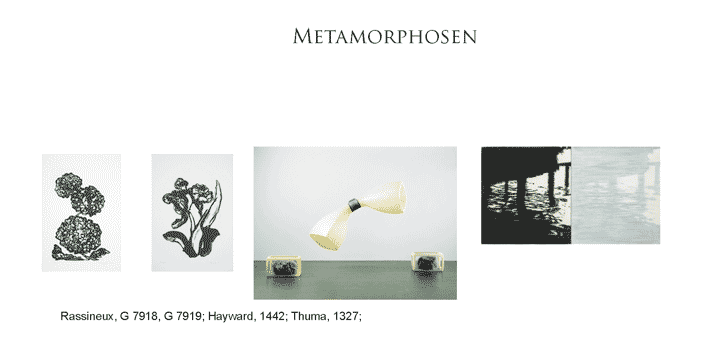 METAMORPHOSEN
Rassineux, G 7918, G 7919; Hayward, 1442; Thuma, 1327;